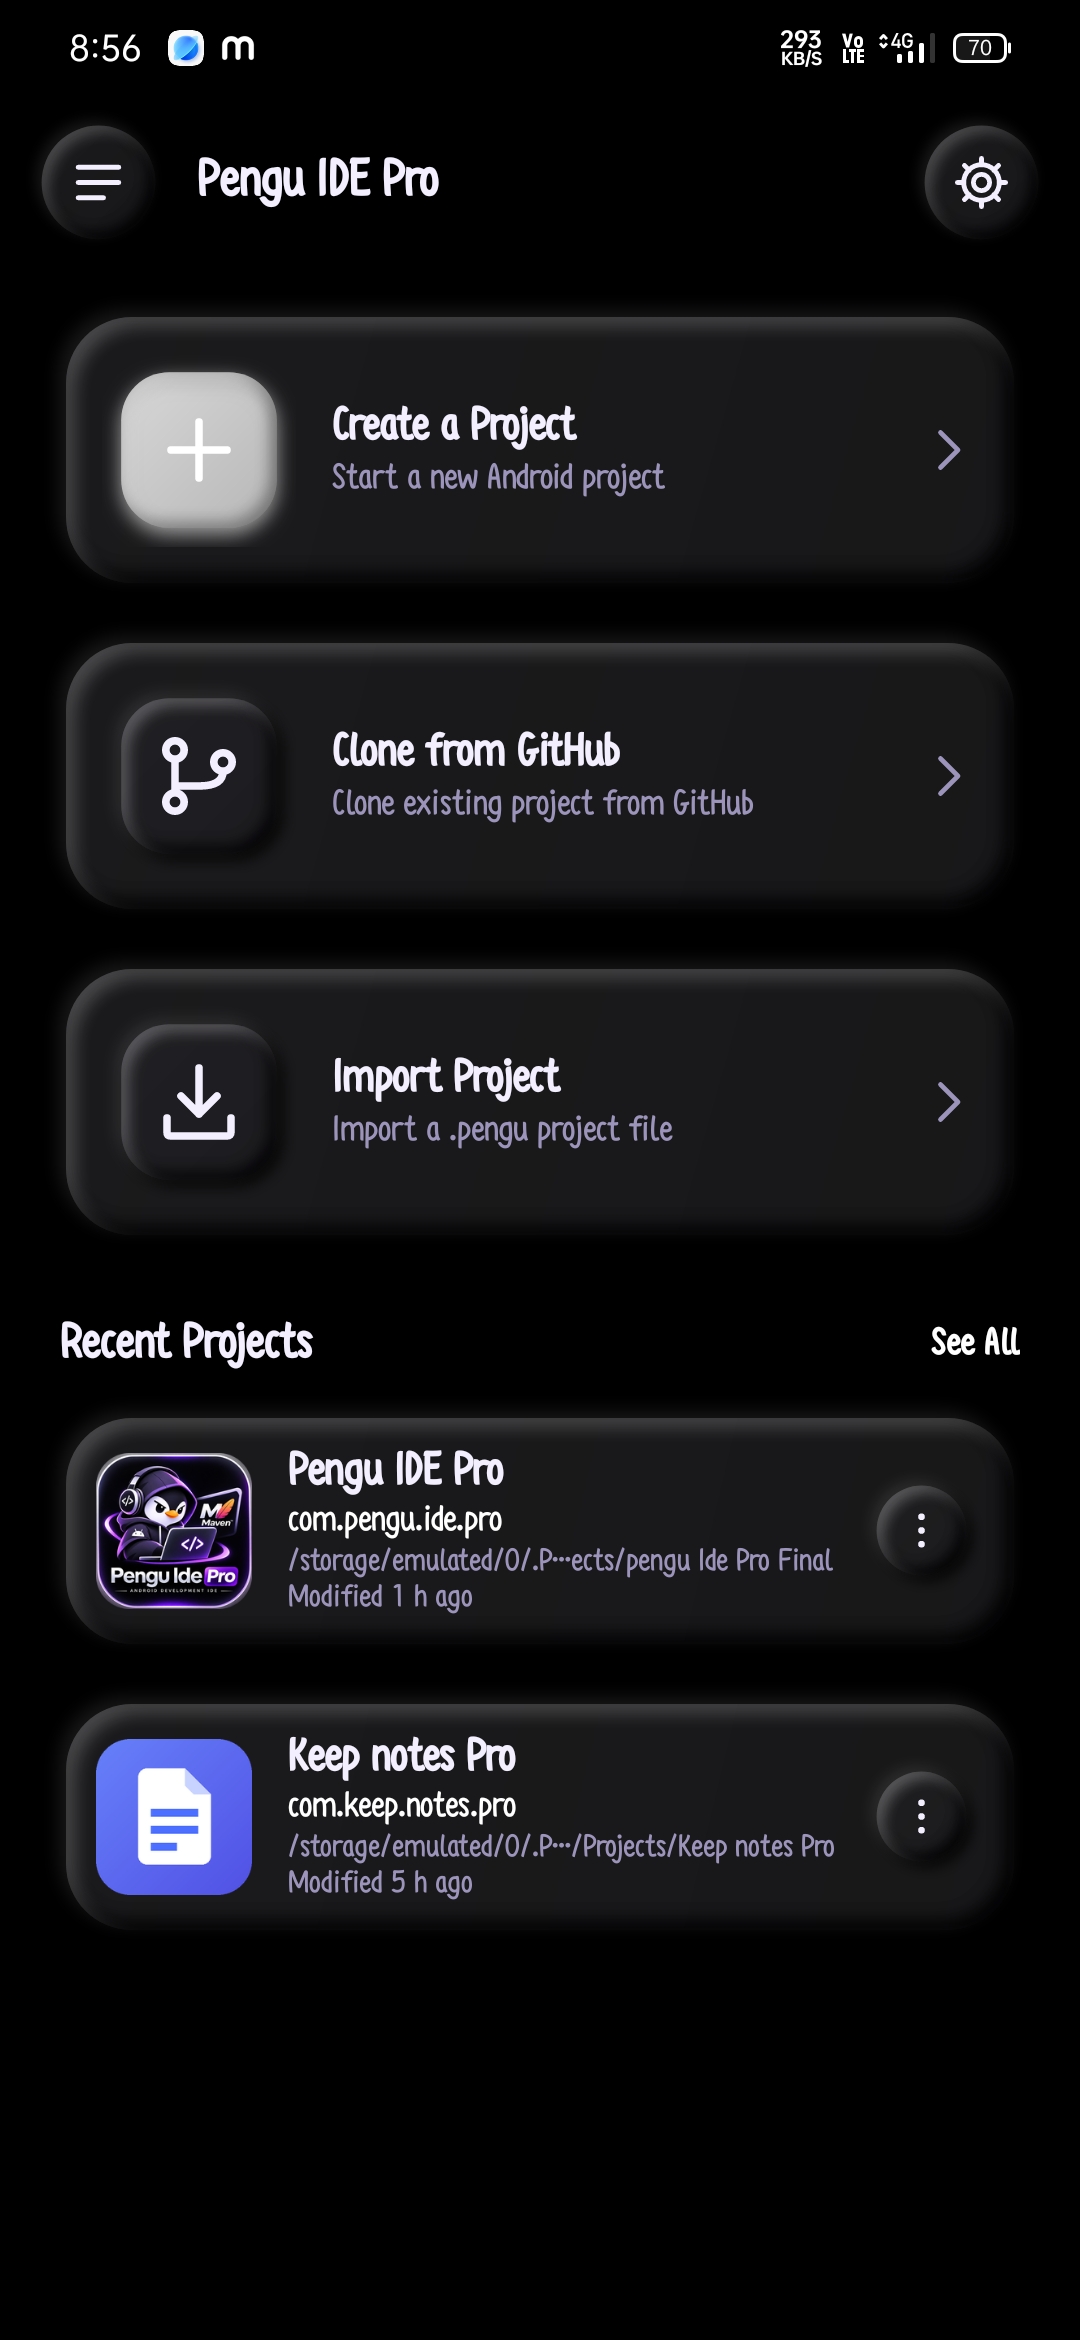 8:56 m 293 KB/S Vo LTE 4G 70
Pengu IDE Pro
Create a Project
Start a new Android project
Clone from GitHub
Clone existing project from GitHub
Import Project
Import a .pengu project file
Recent Projects See All
Pengu IDE Pro
com.pengu.ide.pro
/storage/emulated/0/.P...ects/pengu Ide Pro Final
Modified 1 h ago
</>
M
Maven
</>
Pengu Ide Pro
ANDROID DEVELOPMENT IDE
Keep notes Pro
com.keep.notes.pro
/storage/emulated/0/.P.../Projects/Keep notes Pro
Modified 5 h ago